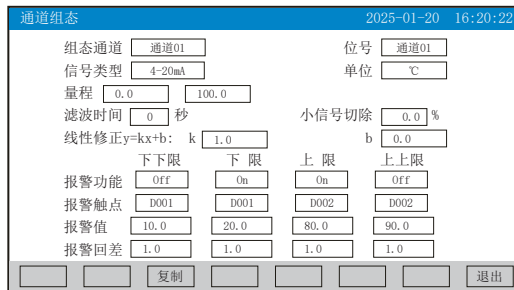 通道组态 2025-01-20 16:20:22
组态通道 通道01 位号 通道01
信号类型 4-20mA 单位 ℃
量程 0.0 100.0
滤波时间 0 秒 小信号切除 0.0 %
线性修正y=kx+b: k 1.0 b 0.0
下下限 下 限 上 限 上上限
报警功能 Off On On Off
报警触点 D001 D001 D002 D002
报警值 10.0 20.0 80.0 90.0
报警回差 1.0 1.0 1.0 1.0
复制 退出